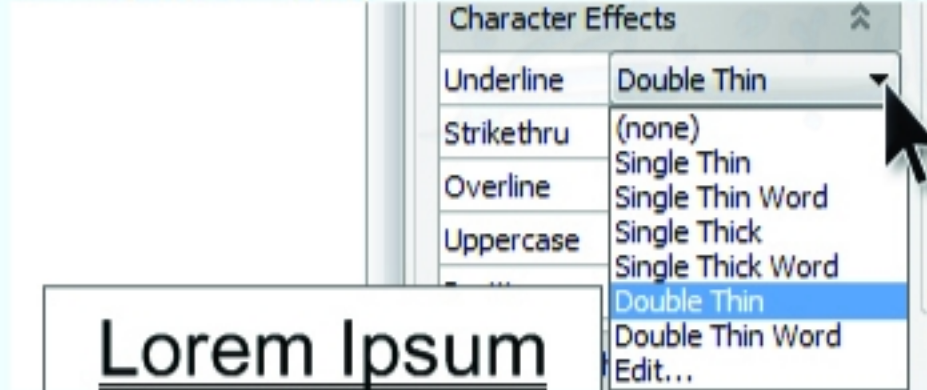 Character Effects
Underline
Double Thin
Strikethru
Overline
Uppercase
(none)
Single Thin
Single Thin Word
Single Thick
Single Thick Word
Double Thin
Double Thin Word
Edit...
Lorem Ipsum